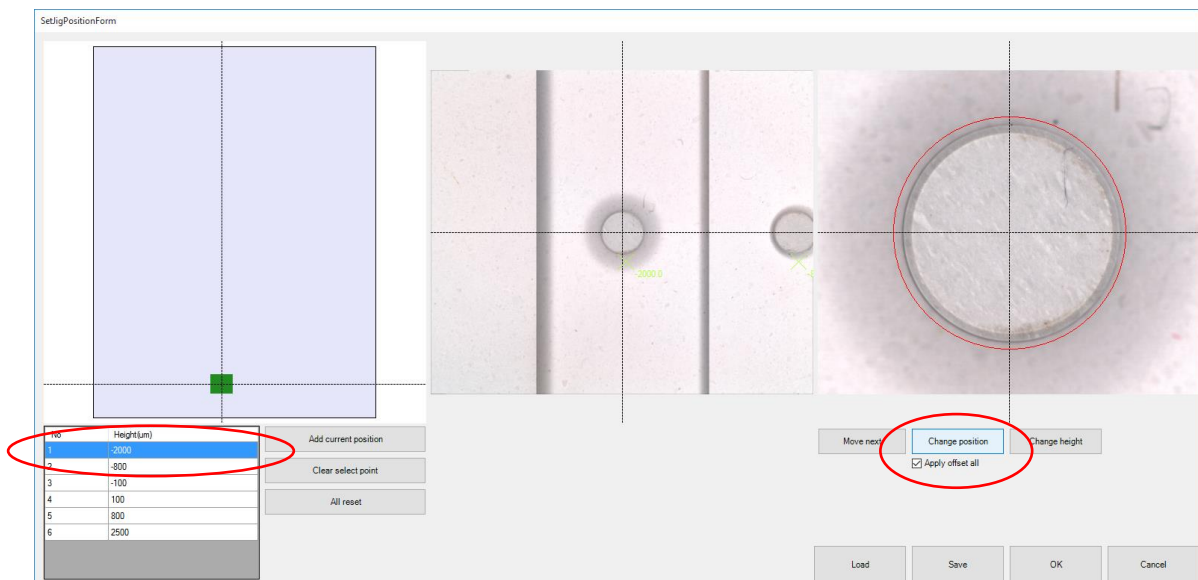 SetJigPositionForm
-2000.0
No Height(um)
1 -2000
2 -800
3 -100
4 100
5 800
6 2500
Add current position
Clear select point
All reset
Move next Change position Change height
Apply offset all
Load Save OK Cancel